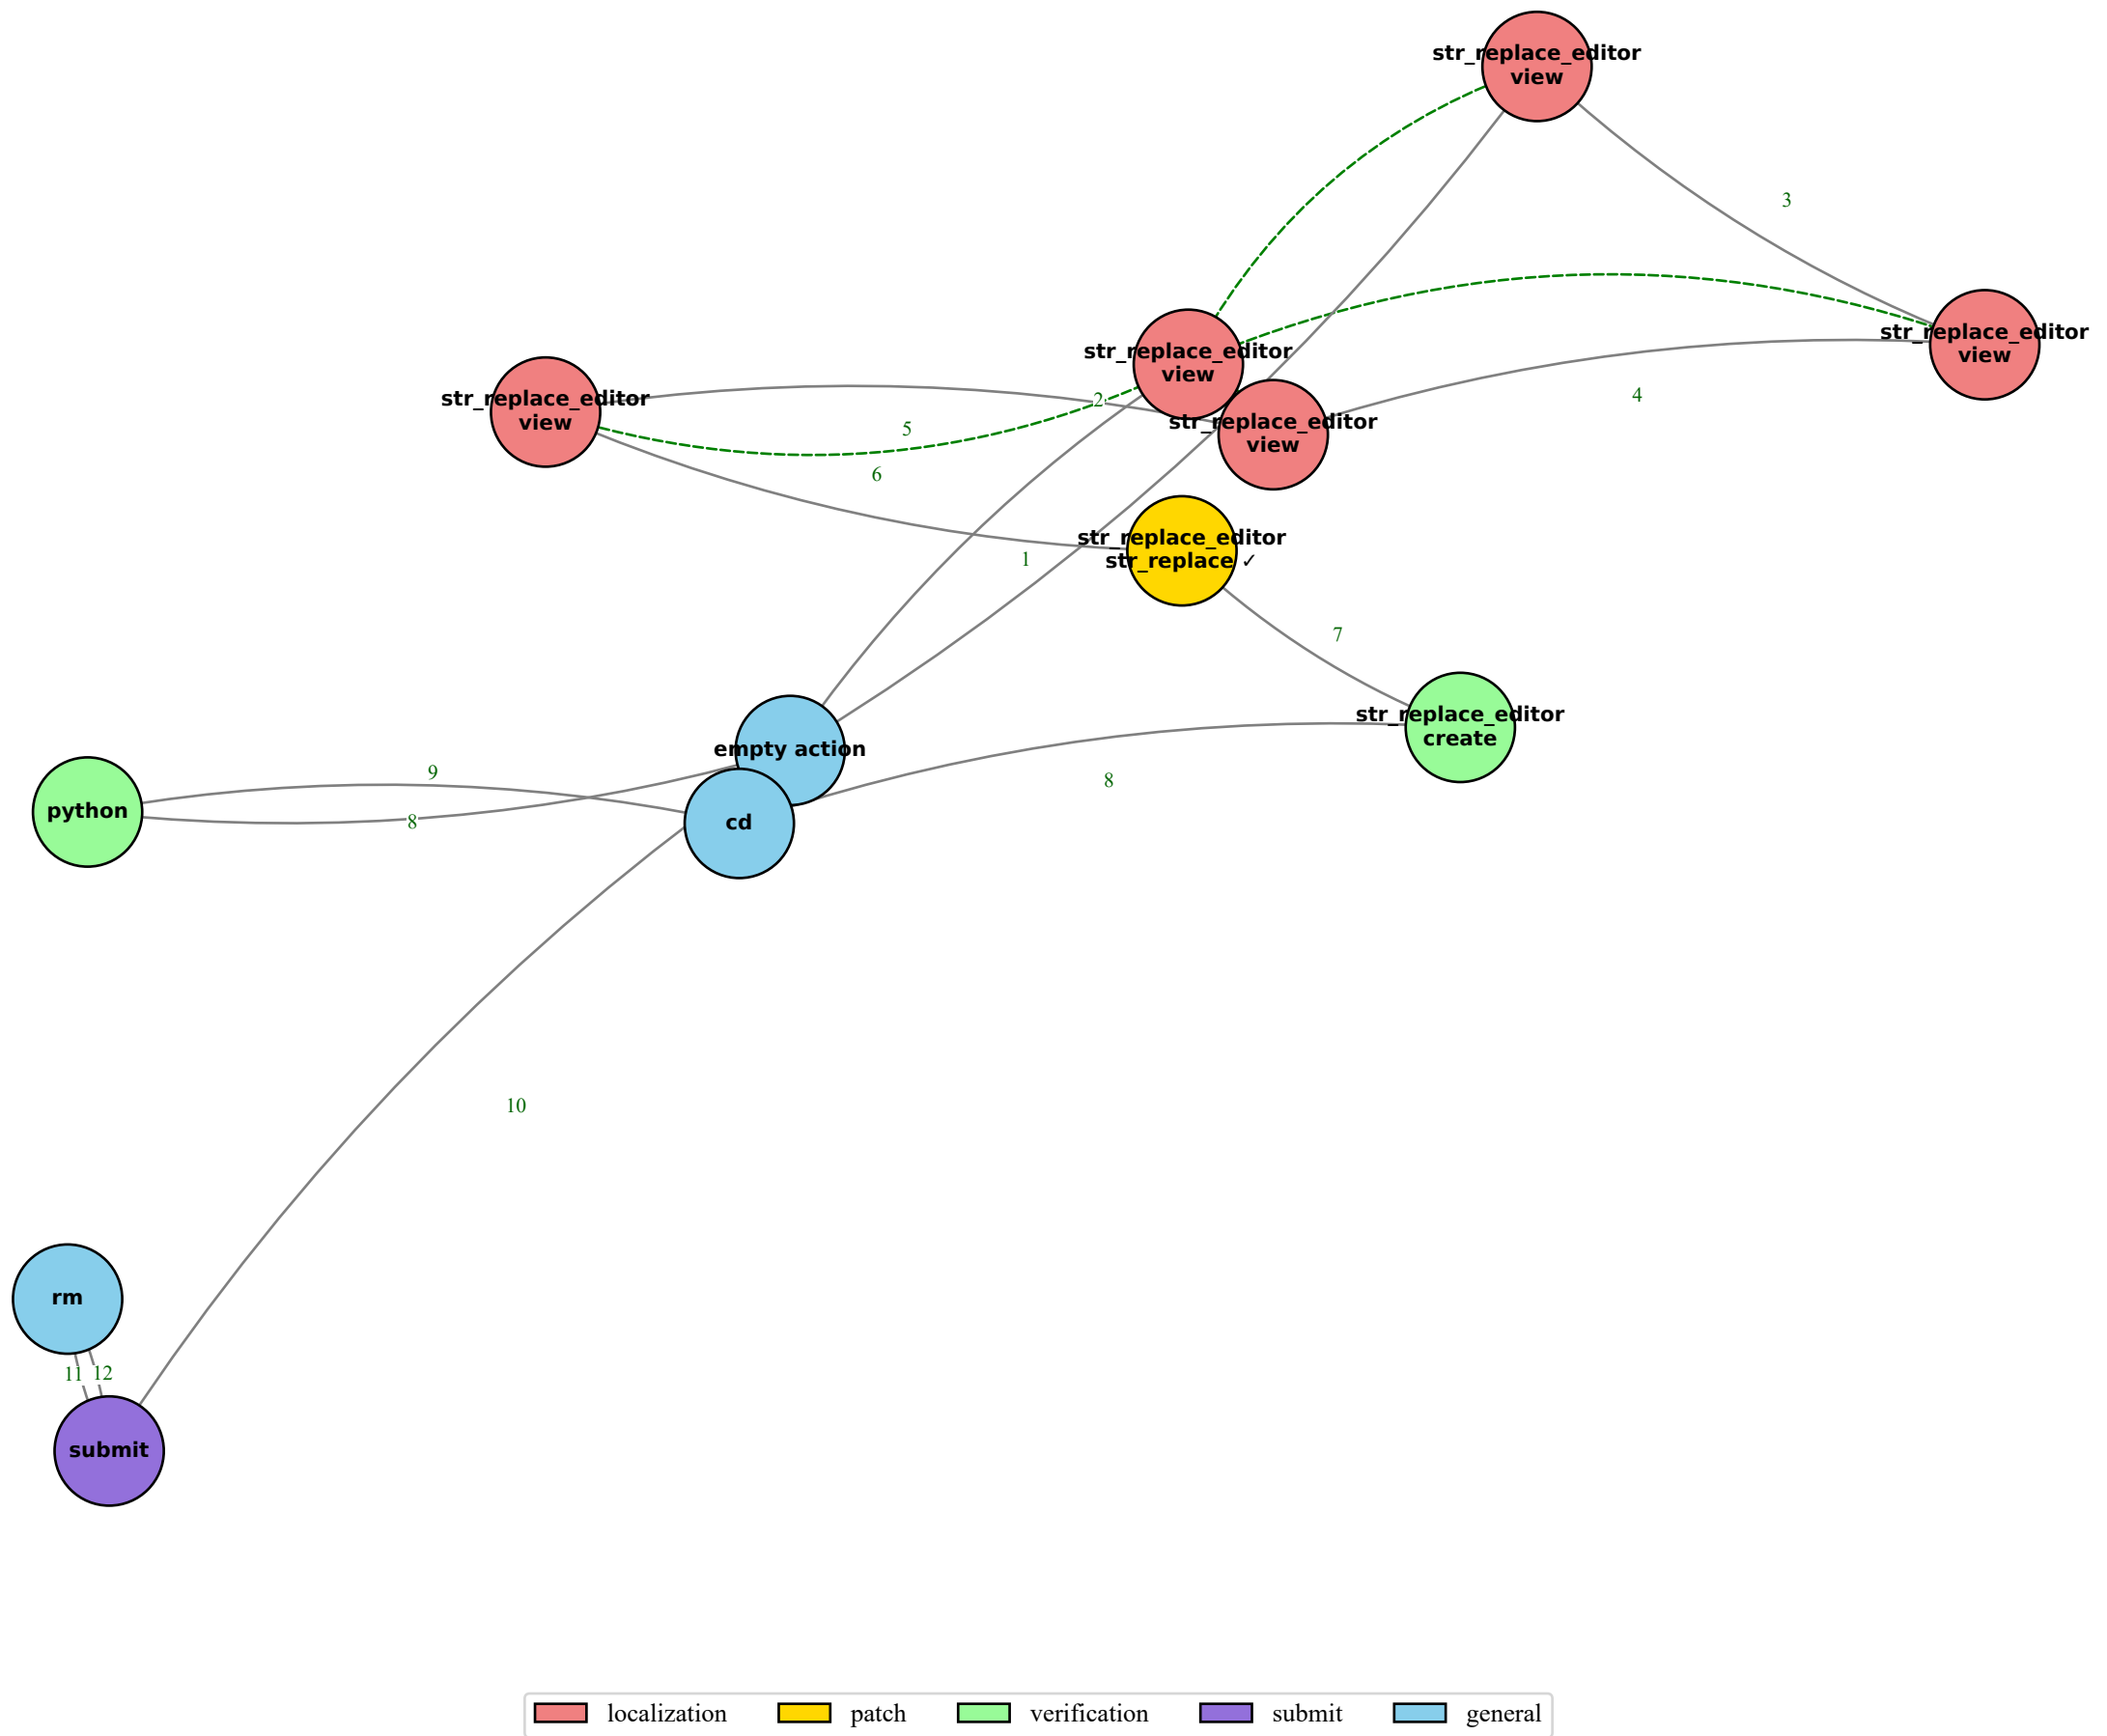 str_replace_editor
view
3
str_replace_editor
view
str_replace_editor
view
4
str_replace_editor
view
2
str_replace_editor
view
5
6
str_replace_editor
str_replace ✓
1
7
str_replace_editor
create
empty action
9
8
8
python
cd
10
rm
11
12
submit
localization
patch
verification
submit
general